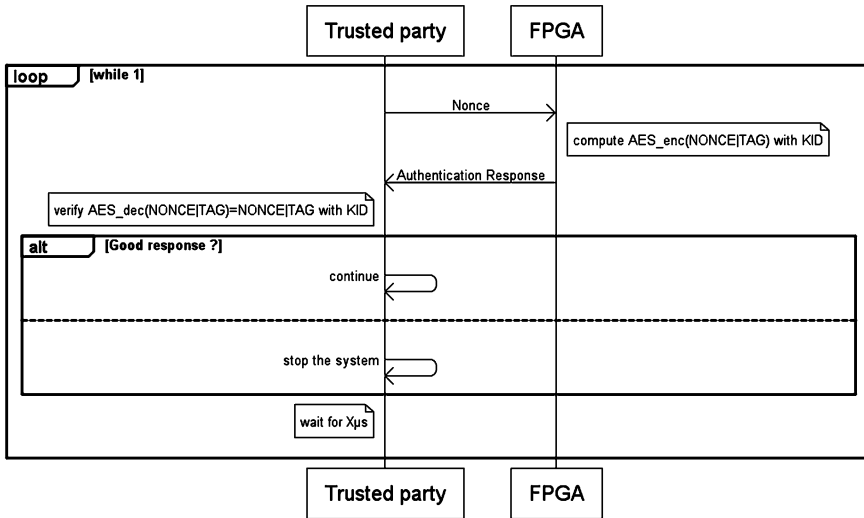 Trusted party
FPGA
loop
[while 1]
Nonce
compute AES_enc(NONCE|TAG) with KID
Authentication Response
verify AES_dec(NONCE|TAG)=NONCE|TAG with KID
alt
[Good response ?]
continue
stop the system
wait for Xµs
Trusted party
FPGA